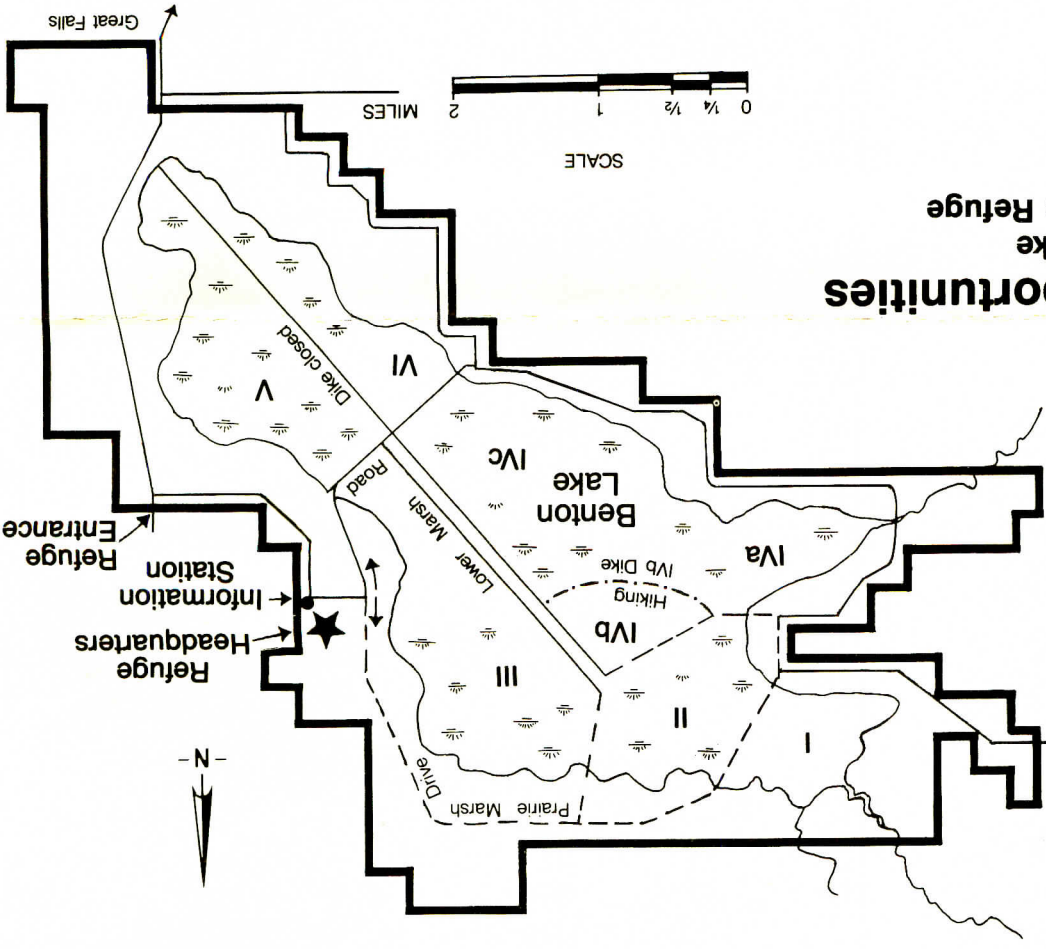 - N -
Prairie Marsh
Drive
I
II
III
Refuge
Headquarters
Information
Station
IVb
Hiking
IVb Dike
IVa
Refuge
Entrance
Benton
Lake
IVc
Lower Marsh Road
V
VI
Dike closed
ortunities
ke
Refuge
SCALE
0 ¼ ½ 1 2 MILES
Great Falls